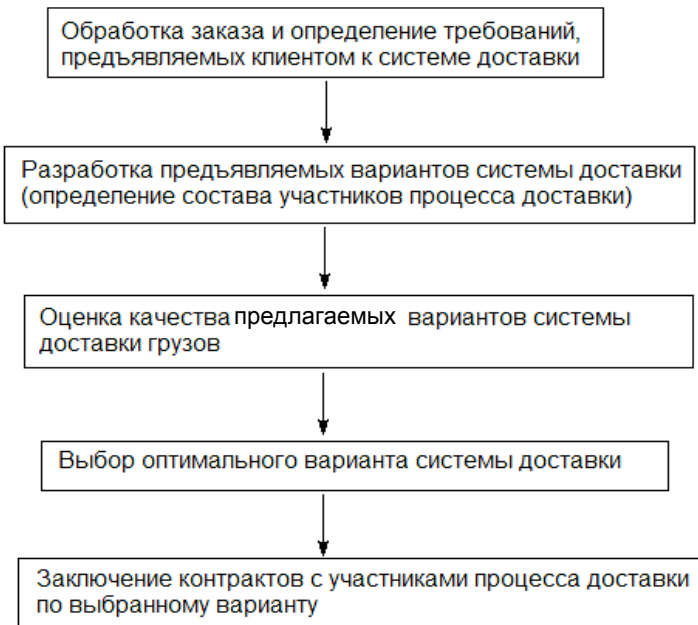 Обработка заказа и определение требований,
предъявляемых клиентом к системе доставки
Разработка предъявляемых вариантов системы доставки
(определение состава участников процесса доставки)
Оценка качества предлагаемых вариантов системы
доставки грузов
Выбор оптимального варианта системы доставки
Заключение контрактов с участниками процесса доставки
по выбранному варианту